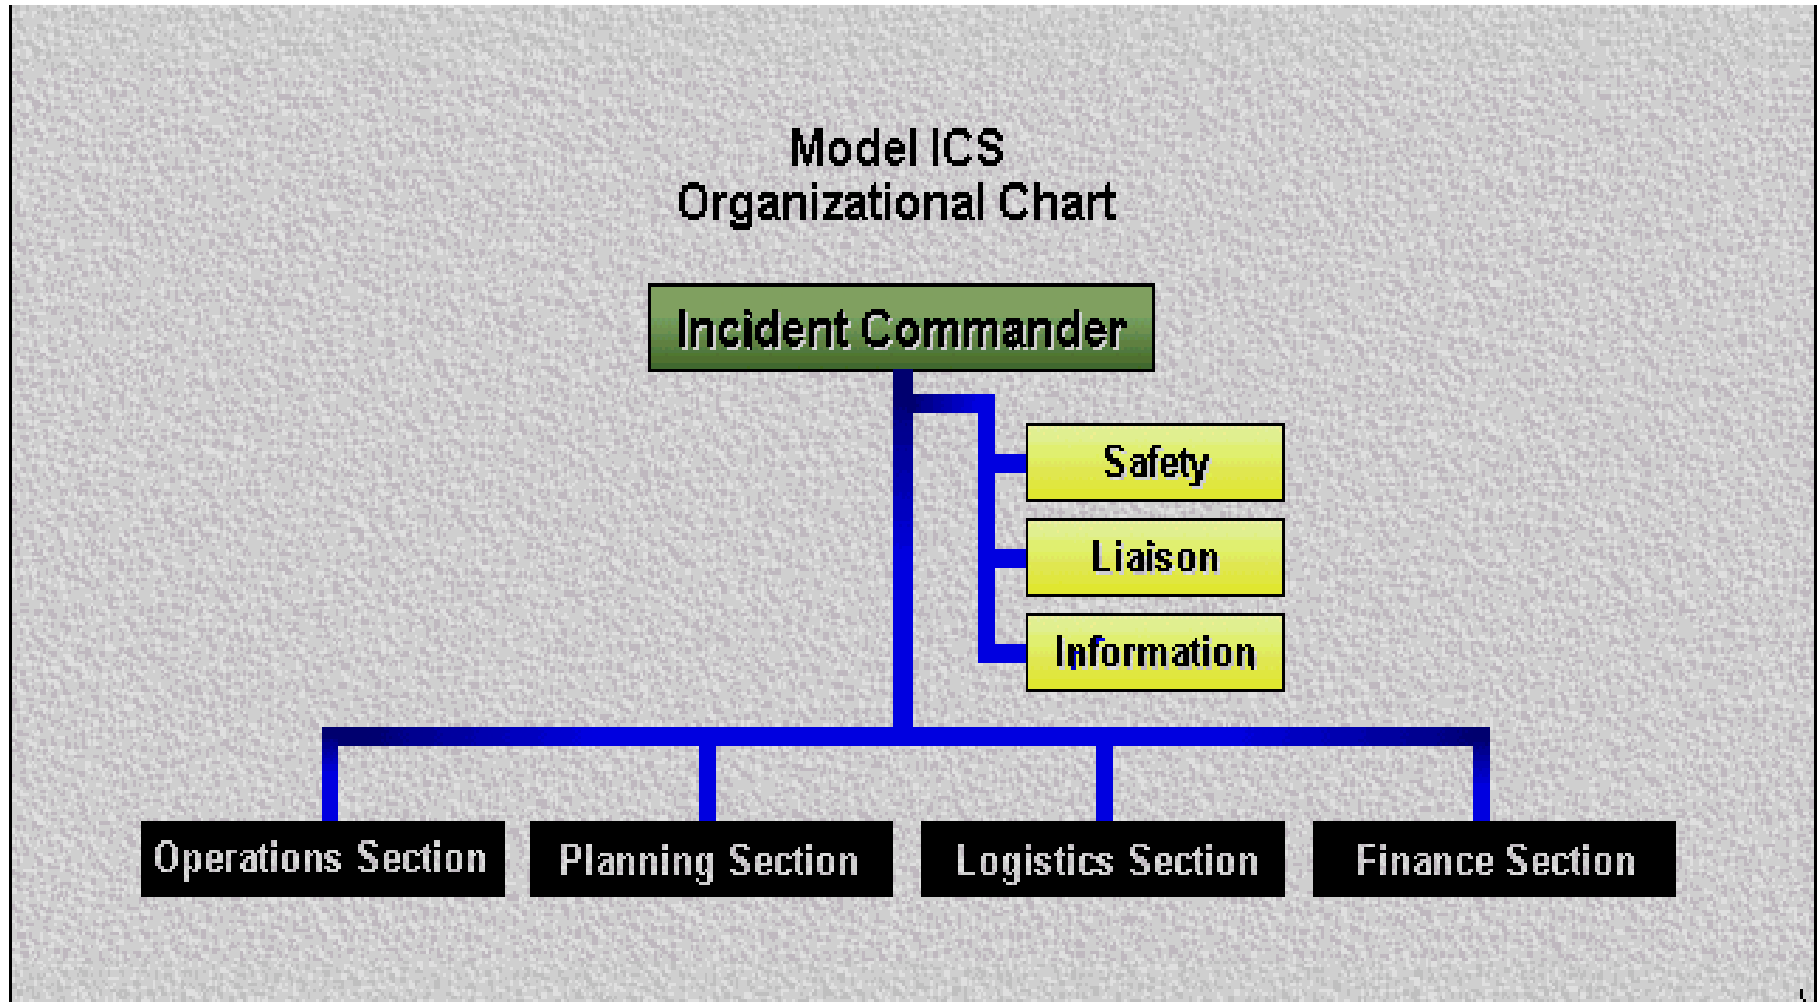 Model ICS
Organizational Chart
Incident Commander
Safety
Liaison
Information
Operations Section
Planning Section
Logistics Section
Finance Section